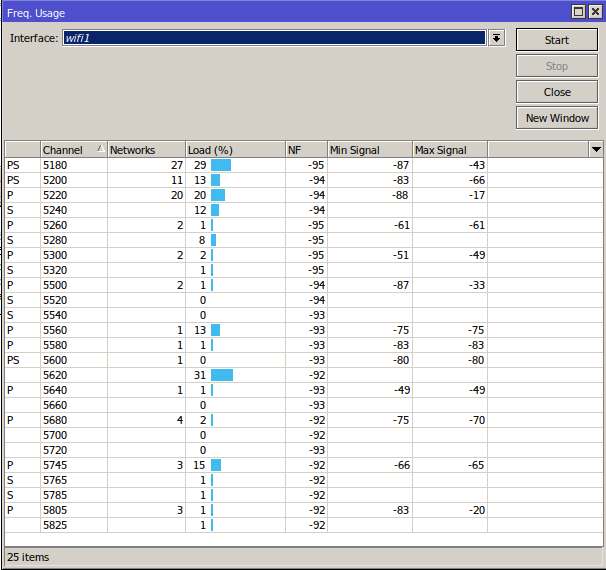 Freq. Usage
Interface: wifi1
Start
Stop
Close
New Window
Channel Networks Load (%) NF Min Signal Max Signal
PS 5180 27 29 -95 -87 -43
PS 5200 11 13 -94 -83 -66
P 5220 20 20 -94 -88 -17
S 5240 12 -94
P 5260 2 1 -95 -61 -61
S 5280 8 -95
P 5300 2 2 -95 -51 -49
S 5320 1 -95
P 5500 2 1 -94 -87 -33
S 5520 0 -94
S 5540 0 -93
P 5560 1 13 -93 -75 -75
P 5580 1 1 -93 -83 -83
PS 5600 1 0 -93 -80 -80
5620 31 -92
P 5640 1 1 -93 -49 -49
5660 0 -93
P 5680 4 2 -92 -75 -70
5700 0 -92
5720 0 -93
P 5745 3 15 -92 -66 -65
S 5765 1 -92
S 5785 1 -92
P 5805 3 1 -92 -83 -20
5825 1 -92
25 items